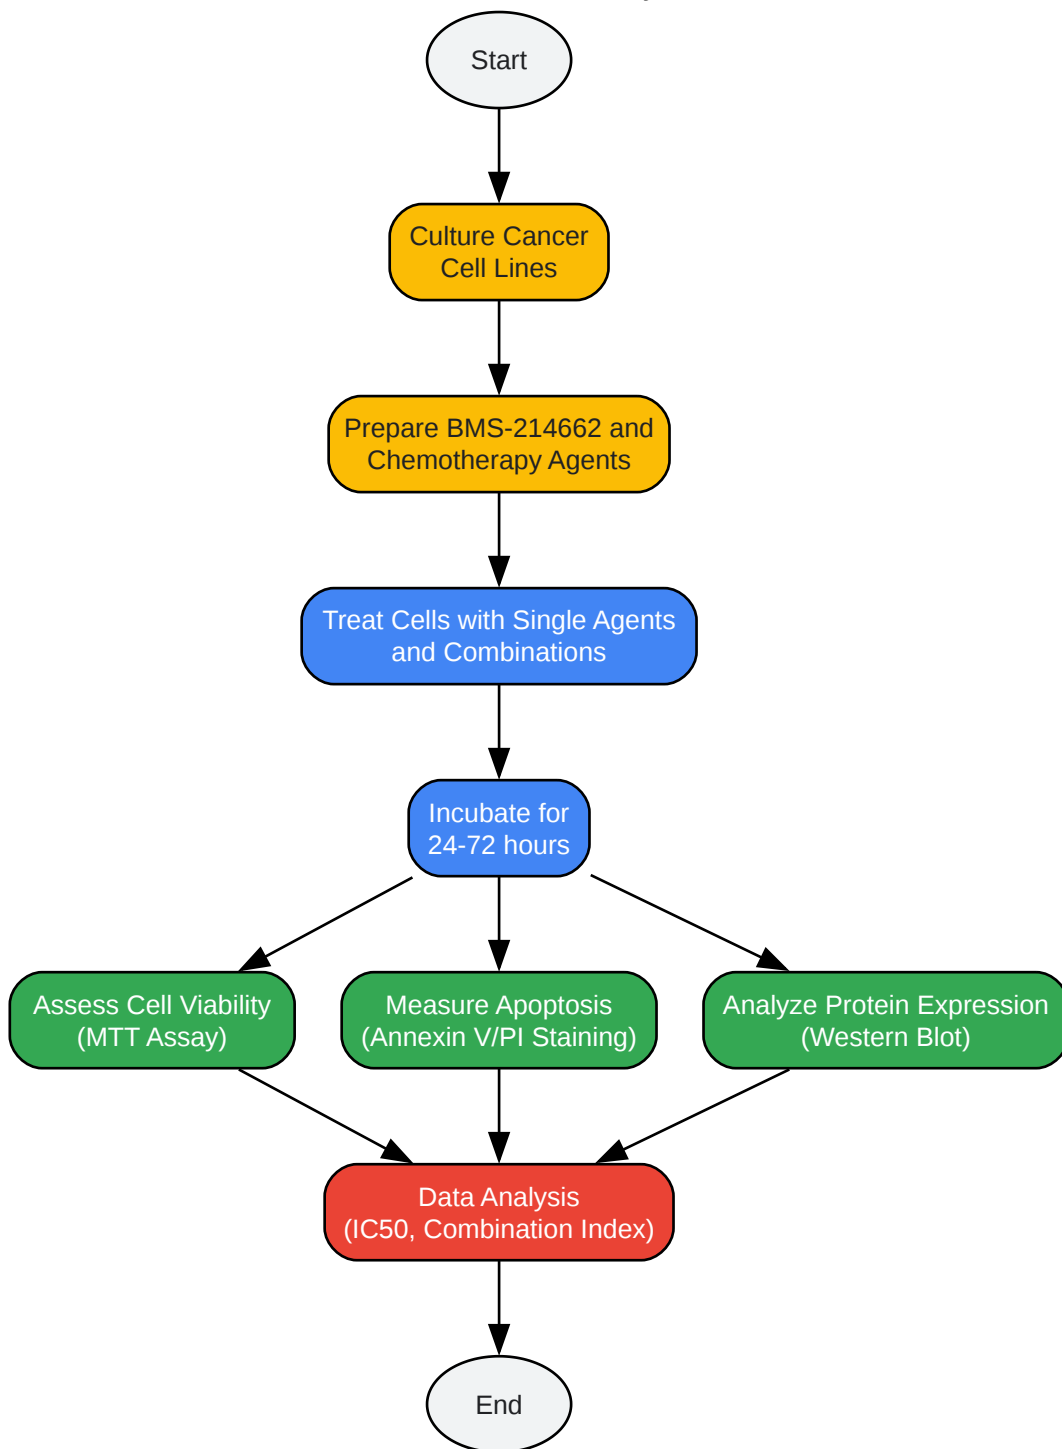 Start
Culture Cancer
Cell Lines
Prepare BMS-214662 and
Chemotherapy Agents
Treat Cells with Single Agents
and Combinations
Incubate for
24-72 hours
Assess Cell Viability
(MTT Assay)
Measure Apoptosis
(Annexin V/PI Staining)
Analyze Protein Expression
(Western Blot)
Data Analysis
(IC50, Combination Index)
End